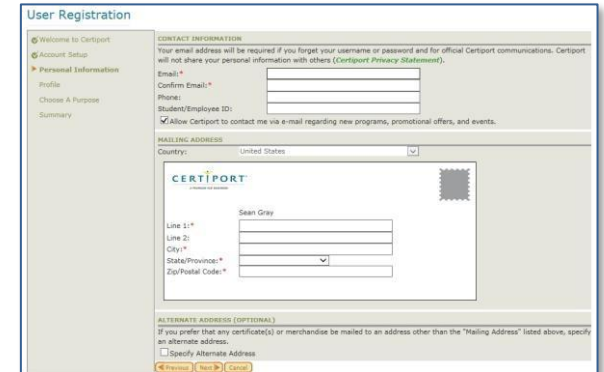 User Registration
Welcome to Certiport
Account Setup
Personal Information
Profile
Choose A Purpose
Summary
CONTACT INFORMATION
Your email address will be required if you forget your username or password and for official Certiport communications. Certiport
will not share your personal information with others (Certiport Privacy Statement).
Email:*
Confirm Email:*
Phone:
Student/Employee ID:
Allow Certiport to contact me via e-mail regarding new programs, promotional offers, and events.
MAILING ADDRESS
Country: United States
CERTIPORT
Sean Gray
Line 1:*
Line 2:
City:*
State/Province:*
Zip/Postal Code:*
ALTERNATE ADDRESS (OPTIONAL)
If you prefer that any certificate(s) or merchandise be mailed to an address other than the "Mailing Address" listed above, specify
an alternate address.
Specify Alternate Address
Previous Next Cancel